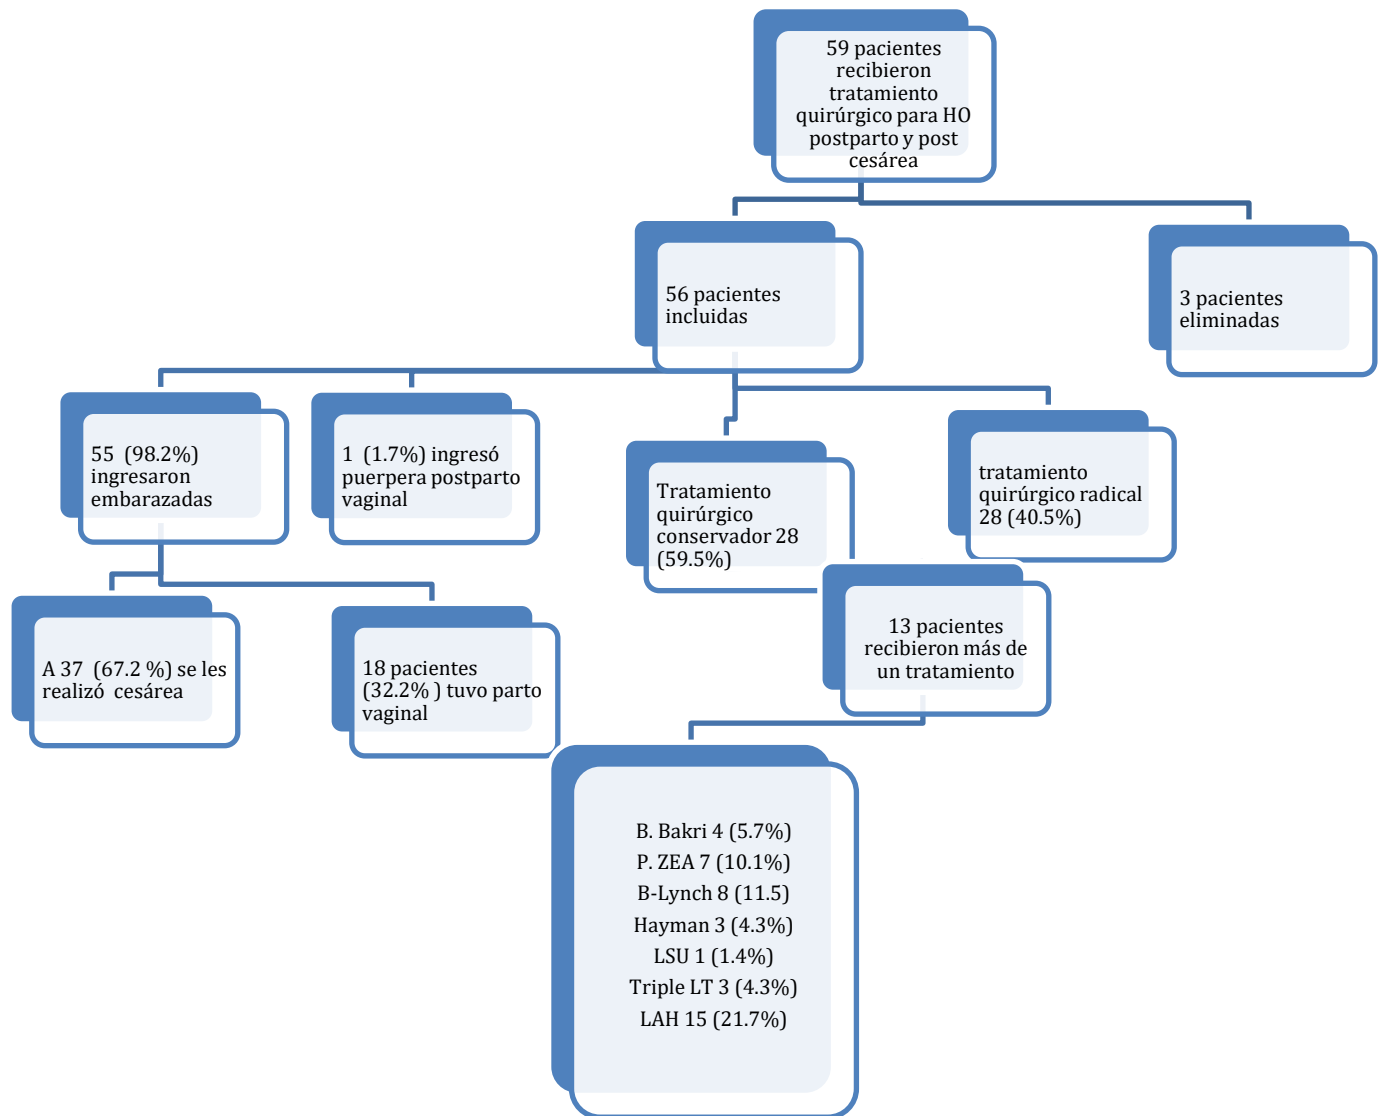 59 pacientes
recibieron
tratamiento
quirúrgico para HO
postparto y post
cesárea
56 pacientes
incluidas
3 pacientes
eliminadas
55  (98.2%)
ingresaron
embarazadas
1  (1.7%) ingresó
puerpera postparto
vaginal
Tratamiento
quirúrgico
conservador 28
(59.5%)
tratamiento
quirúrgico radical
28 (40.5%)
A 37  (67.2 %) se les
realizó  cesárea
18 pacientes
(32.2% ) tuvo parto
vaginal
13 pacientes
recibieron más de
un tratamiento
B. Bakri 4 (5.7%)
P. ZEA 7 (10.1%)
B-Lynch 8 (11.5)
Hayman 3 (4.3%)
LSU 1 (1.4%)
Triple LT 3 (4.3%)
LAH 15 (21.7%)